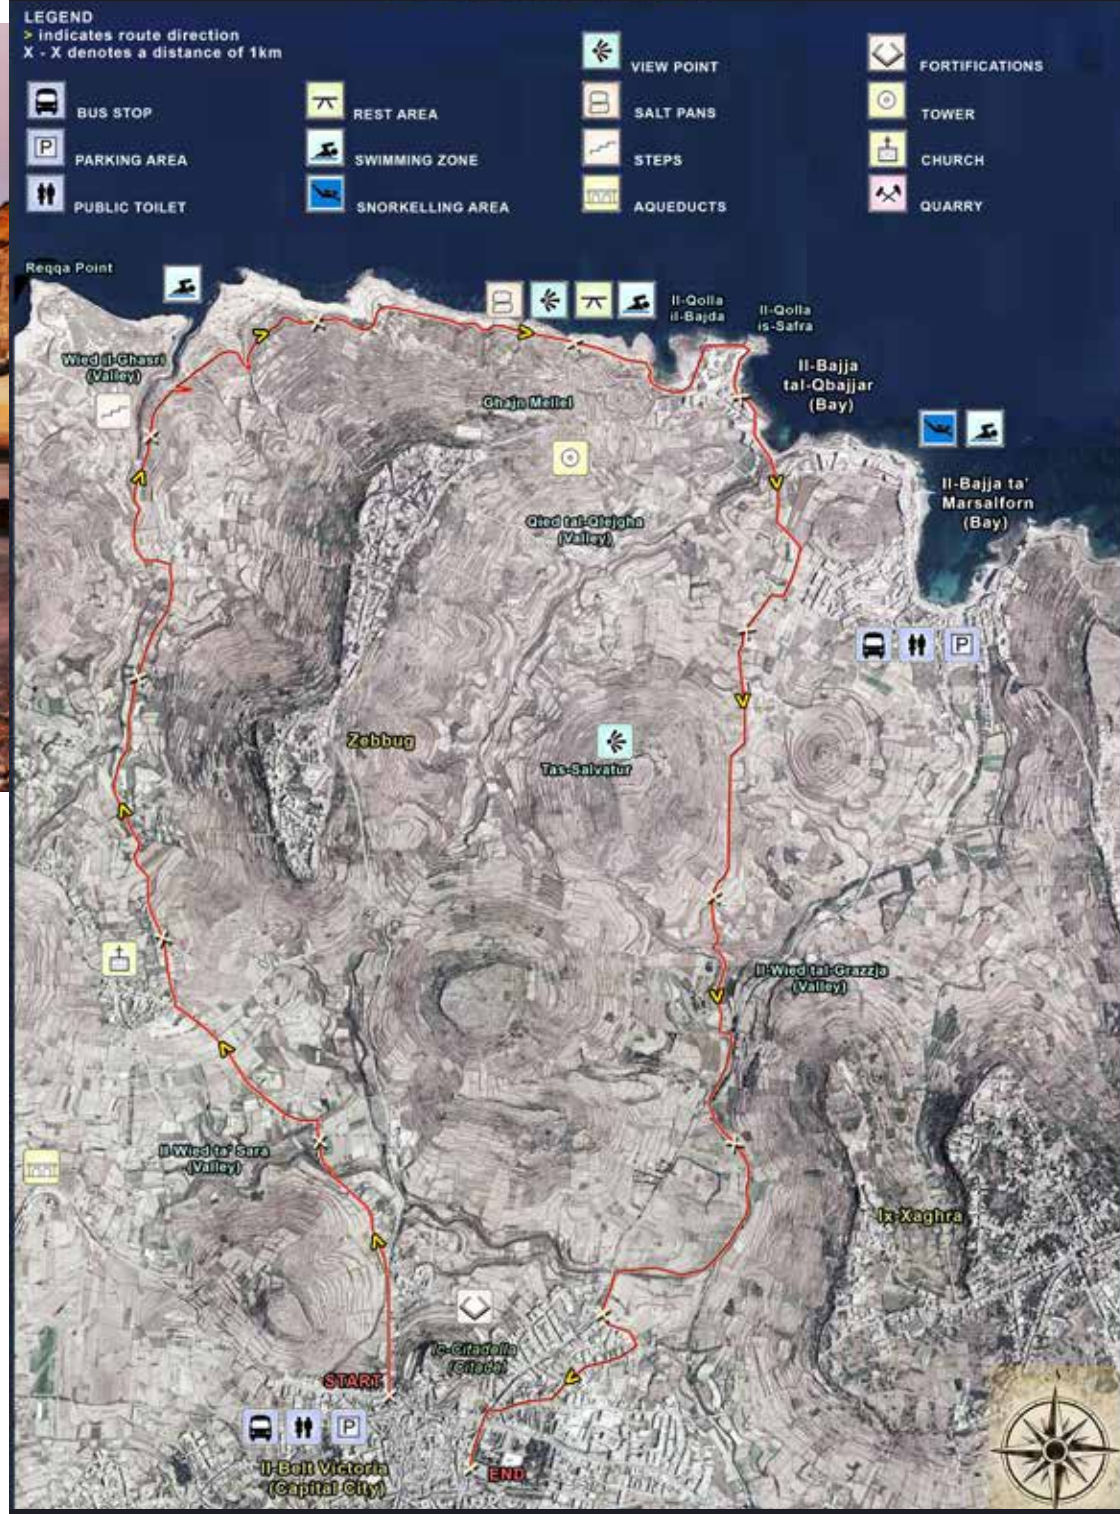 LEGEND
> indicates route direction
X - X denotes a distance of 1km
BUS STOP
PARKING AREA
PUBLIC TOILET
REST AREA
SWIMMING ZONE
SNORKELLING AREA
VIEW POINT
SALT PANS
STEPS
AQUEDUCTS
FORTIFICATIONS
TOWER
CHURCH
QUARRY
P
Reqqa Point
Il-Qolla
il-Bajda
Il-Qolla
is-Safra
Wied il-Ghasri
(Valley)
Il-Bajja
tal-Qbajjar
(Bay)
Ghajn Mellel
Il-Bajja ta'
Marsalforn
(Bay)
Qied tal-Qlejgha
(Valley)
P
Zebbug
Tas-Salvatur
Il-Wied tal-Grazzja
(Valley)
Il-Wied ta' Sara
(Valley)
Ix-Xaghra
Ic-Cittadella
START
P
Il-Belt Victoria
(Capital City)
END